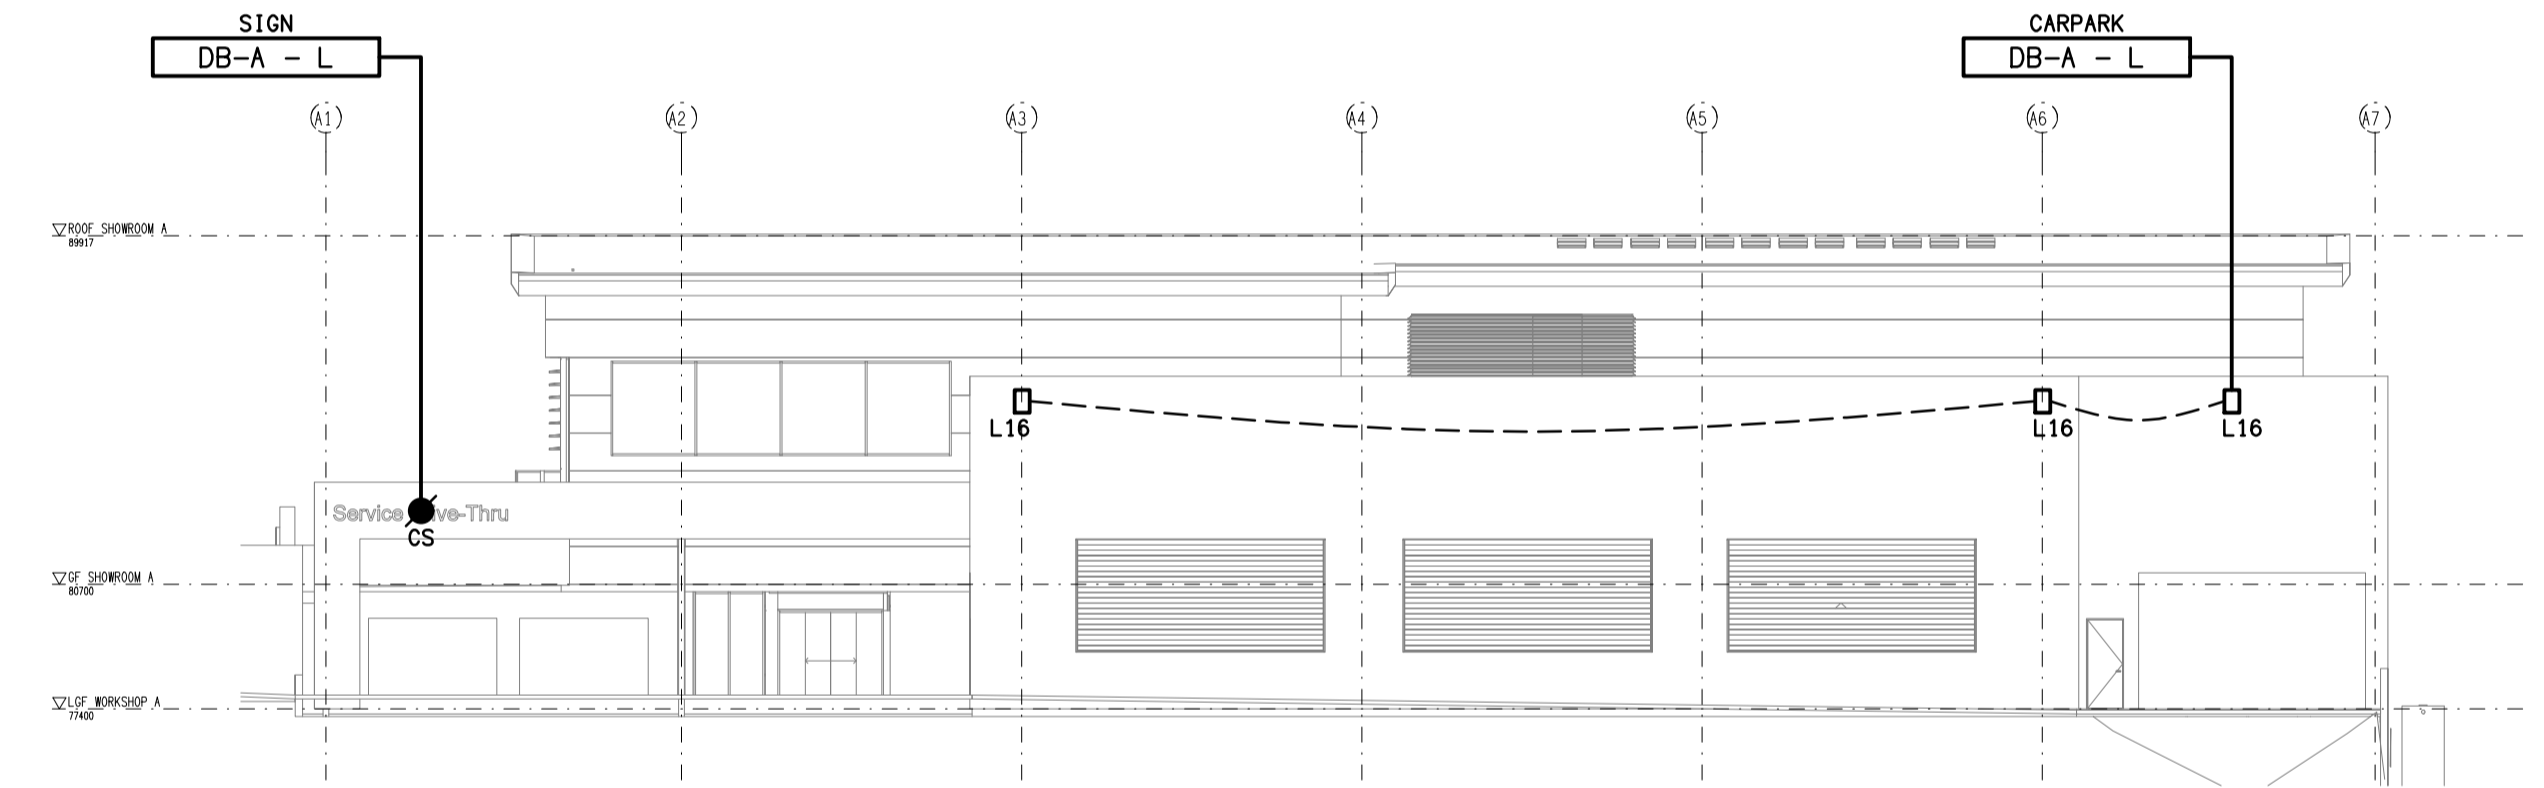 SIGN
DB-A - L
CARPARK
DB-A - L
A1
A2
A3
A4
A5
A6
A7
ROOF SHOWROOM A
89917
L16
L16
L16
Service ive-Thru
CS
GF SHOWROOM A
80700
LGF WORKSHOP A
77400